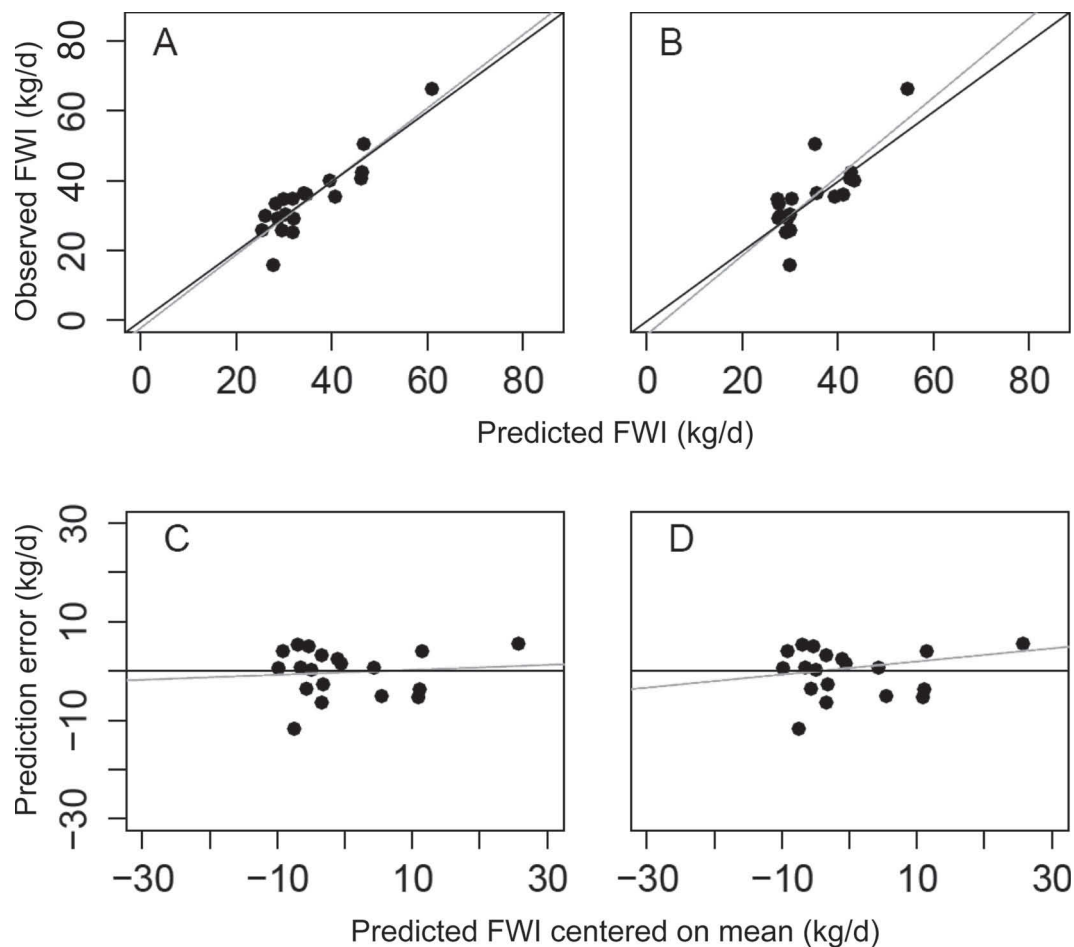 A
B
Observed FWI (kg/d)
80
60
40
20
0
0 20 40 60 80
0 20 40 60 80
Predicted FWI (kg/d)
C
D
Prediction error (kg/d)
30
10
−10
−30
−30 −10 10 30
−30 −10 10 30
Predicted FWI centered on mean (kg/d)